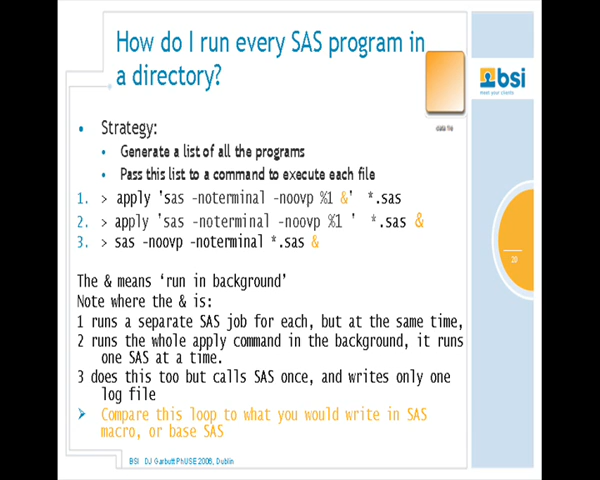 How do I run every SAS program in
a directory?
bsi
meet your clients
data file
• Strategy:
• Generate a list of all the programs
• Pass this list to a command to execute each file
1. > apply 'sas -noterminal -noovp %1 &' *.sas
2. > apply 'sas -noterminal -noovp %1 ' *.sas &
3. > sas -noovp -noterminal *.sas &
20
The & means ‘run in background’
Note where the & is:
1 runs a separate SAS job for each, but at the same time,
2 runs the whole apply command in the background, it runs
one SAS at a time.
3 does this too but calls SAS once, and writes only one
log file
➢ Compare this loop to what you would write in SAS
macro, or base SAS
BSI DJ Garbutt PhUSE 2006, Dublin